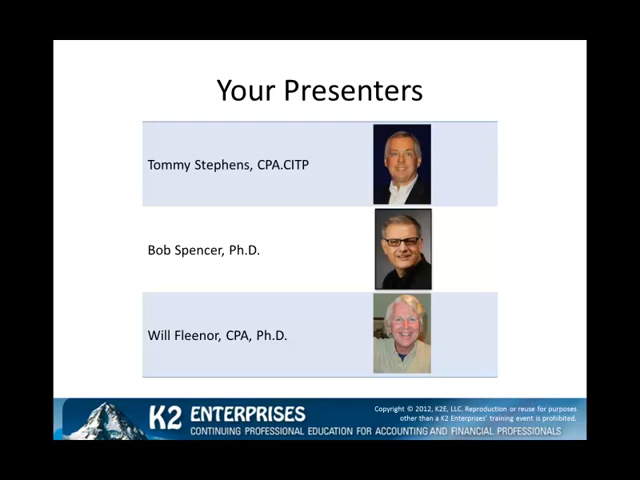 Your Presenters
Tommy Stephens, CPA.CITP
Bob Spencer, Ph.D.
Will Fleenor, CPA, Ph.D.
K2 ENTERPRISES
CONTINUING PROFESSIONAL EDUCATION FOR ACCOUNTING AND FINANCIAL PROFESSIONALS
Copyright © 2012, K2E, LLC. Reproduction or reuse for purposes
other than a K2 Enterprises' training event is prohibited.